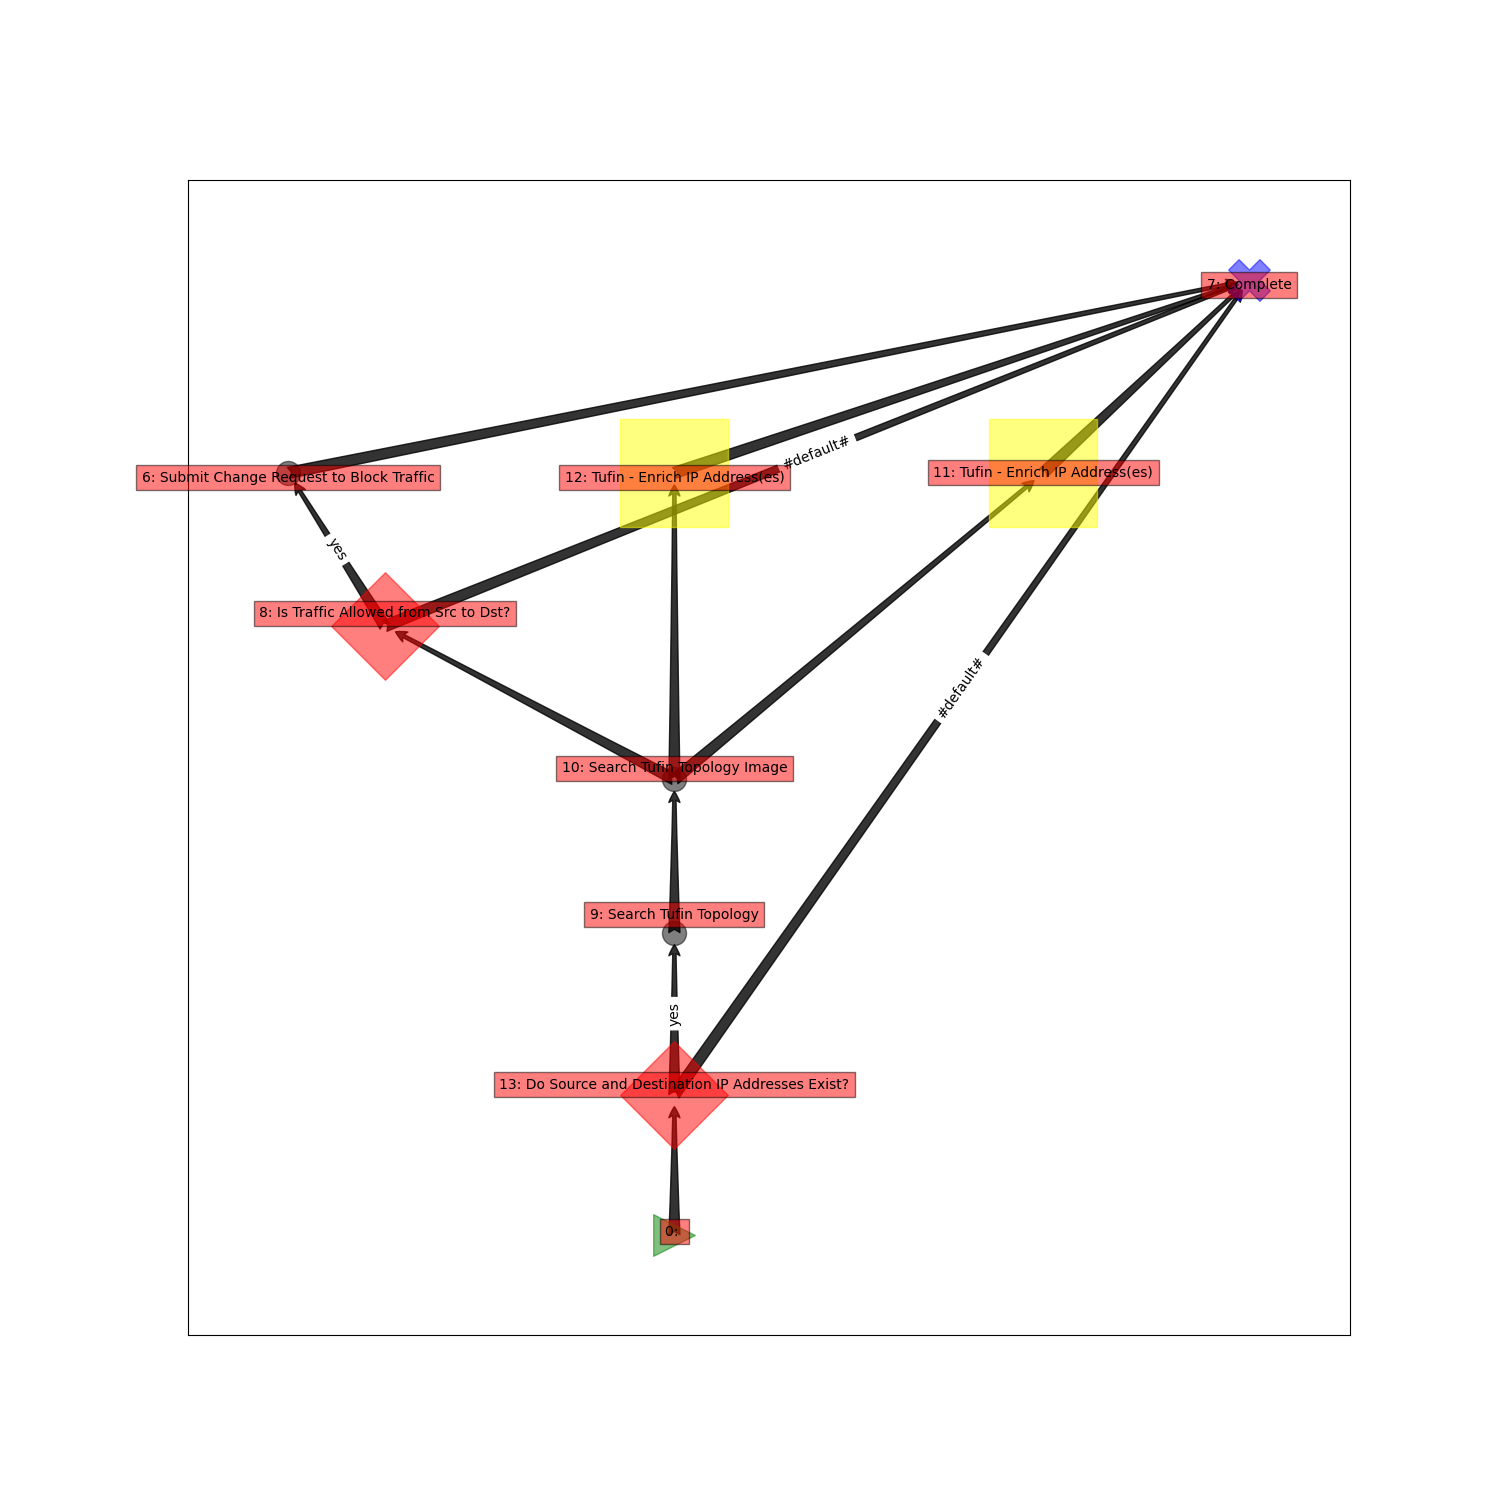 7: Complete
#default#
6: Submit Change Request to Block Traffic
12: Tufin - Enrich IP Address(es)
11: Tufin - Enrich IP Address(es)
yes
8: Is Traffic Allowed from Src to Dst?
#default#
10: Search Tufin Topology Image
9: Search Tufin Topology
yes
13: Do Source and Destination IP Addresses Exist?
0: